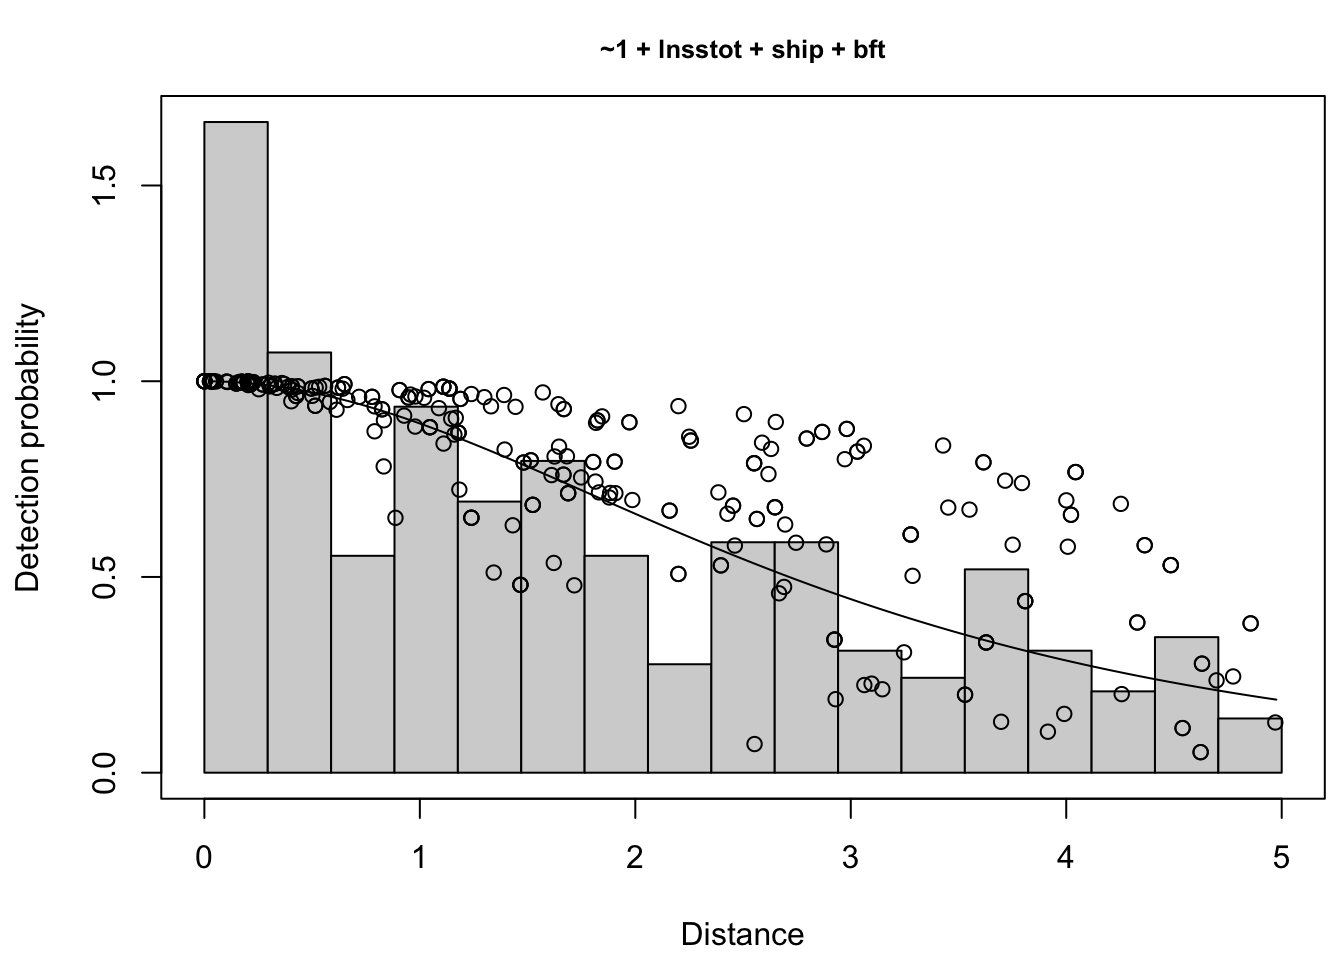 ~1 + lnsstot + ship + bft
Detection probability
1.5
1.0
0.5
0.0
0 1 2 3 4 5
Distance